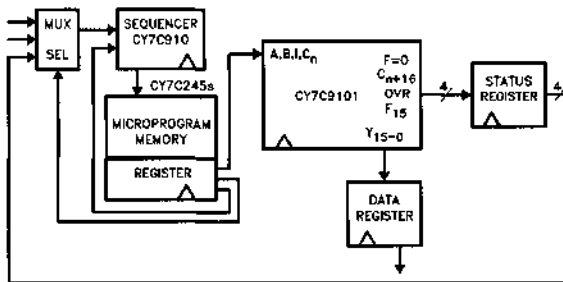 MUX
SEL
SEQUENCER
CY7C910
CY7C245s
MICROPROGRAM
MEMORY
REGISTER
A,B,I,Cn
CY7C9101
F=0
Cn+16
OVR
F15
Y15-0
4
STATUS
REGISTER
4
DATA
REGISTER